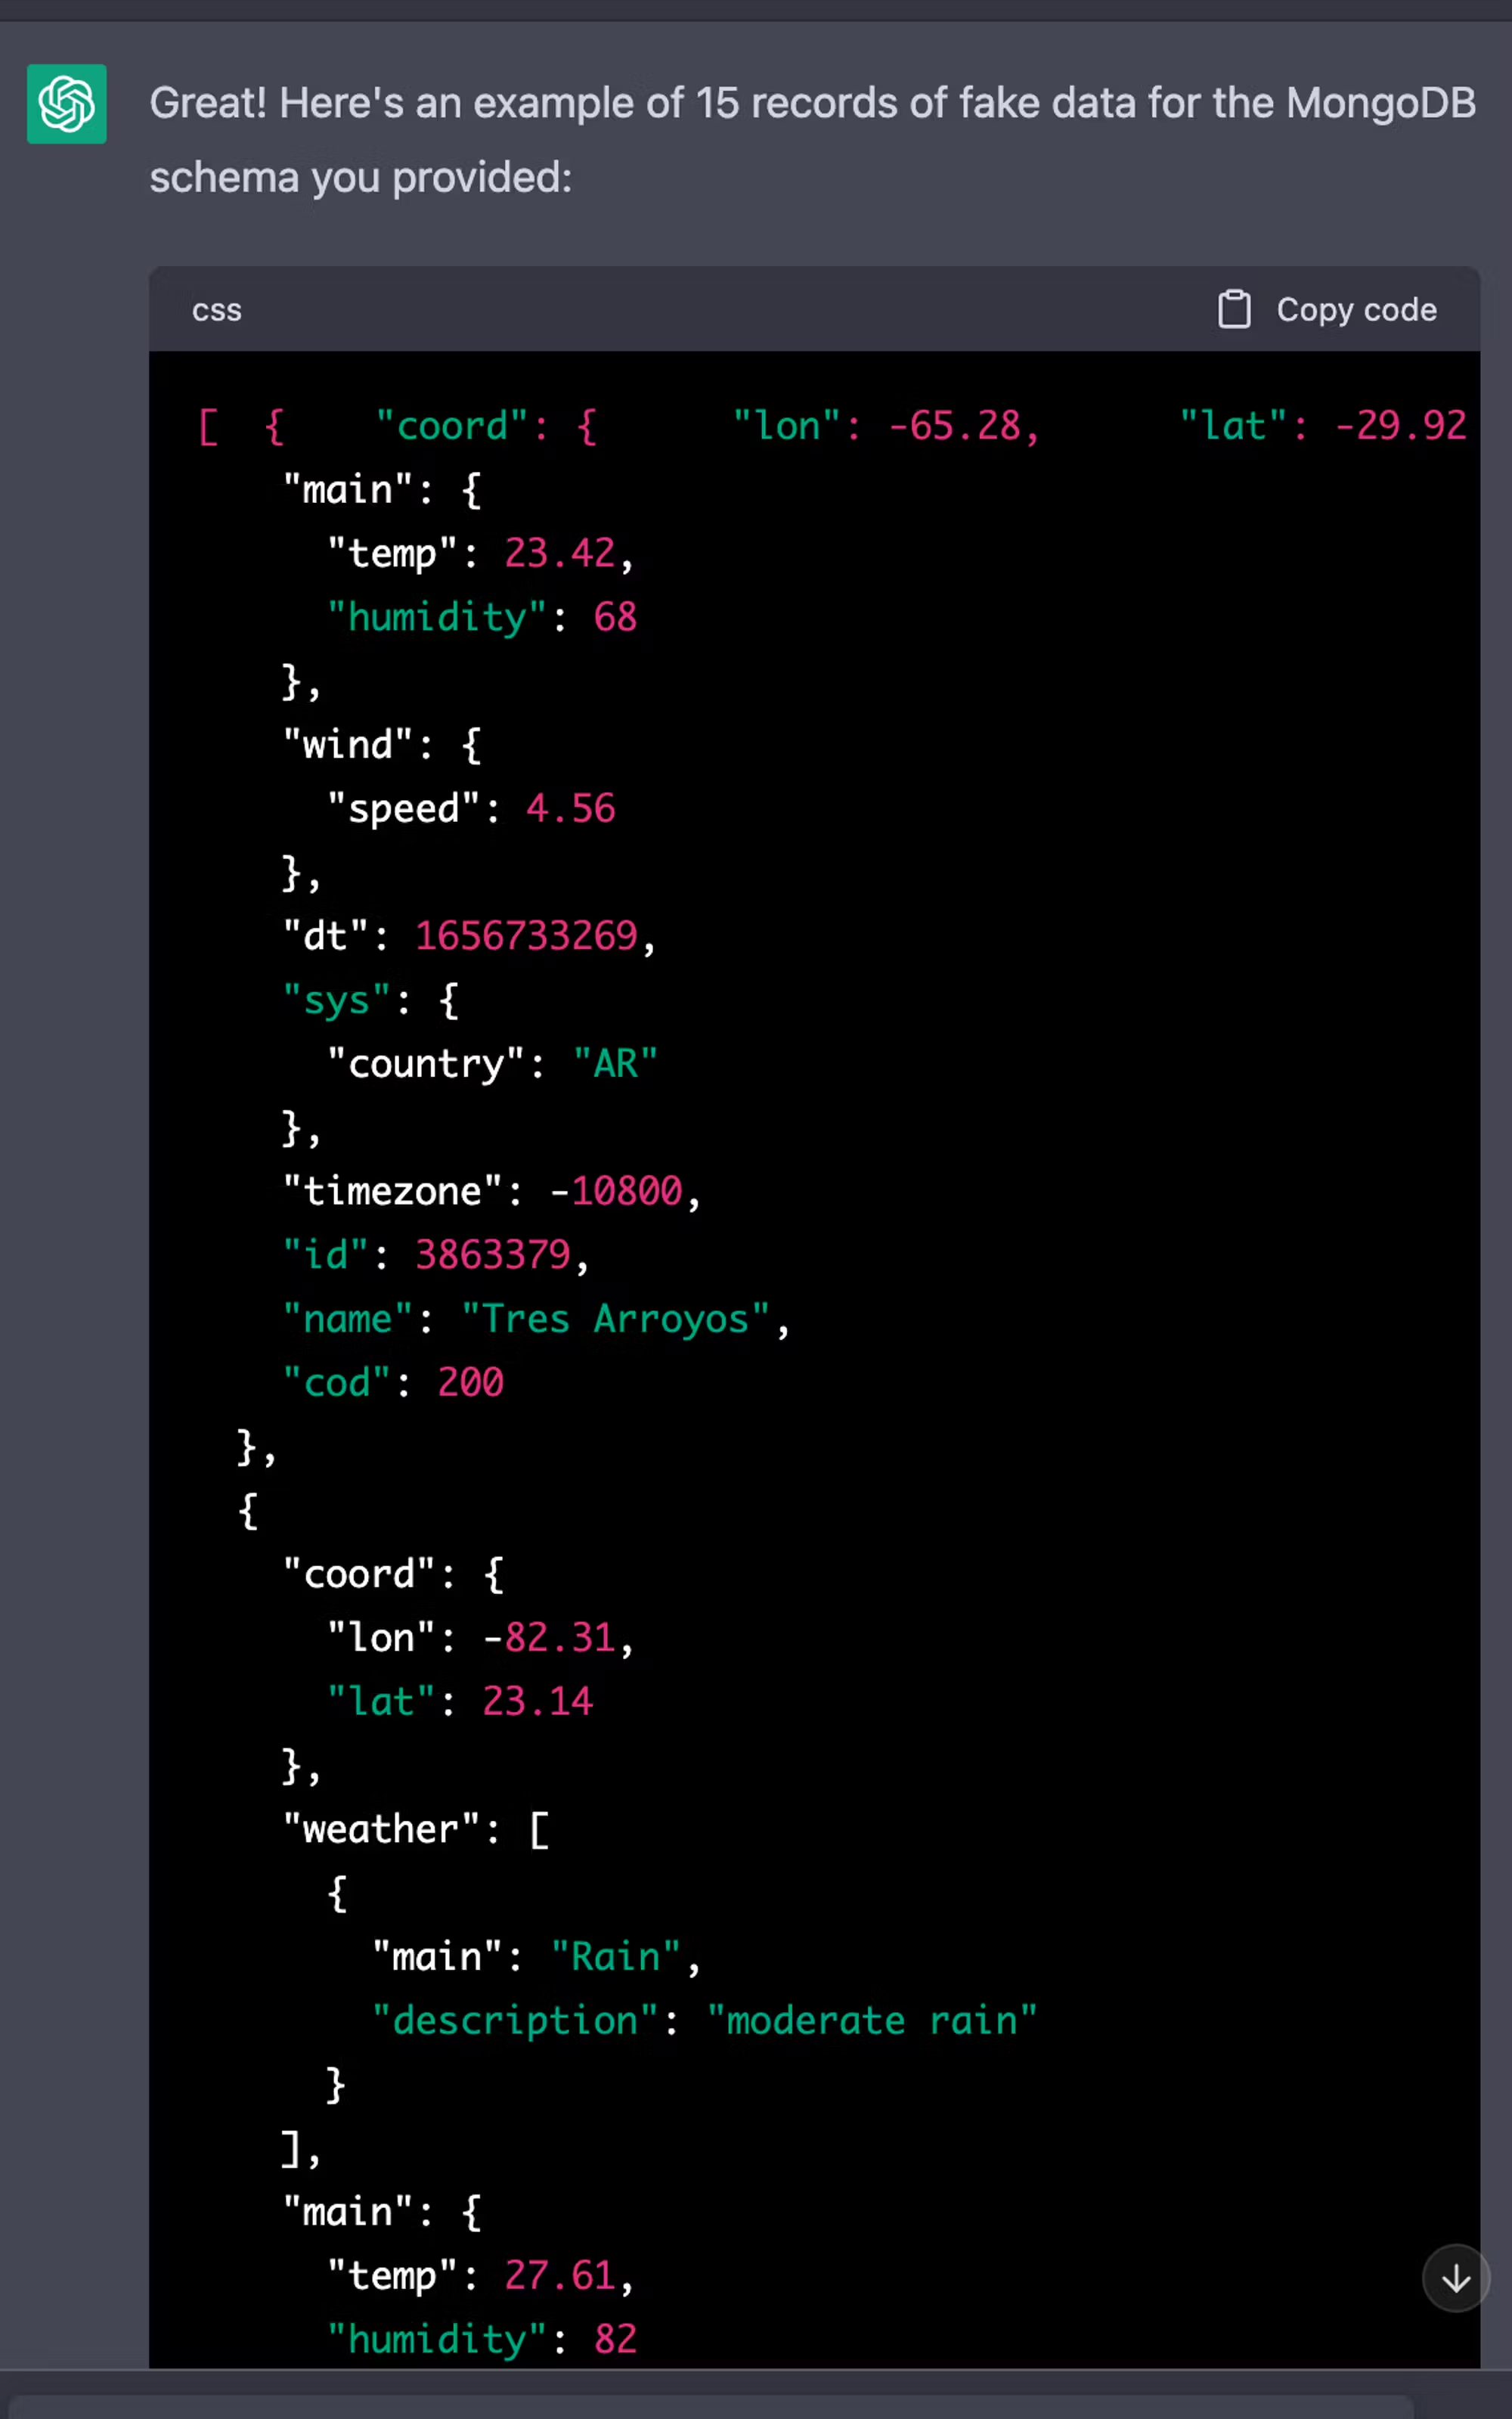 Great! Here's an example of 15 records of fake data for the MongoDB
schema you provided:
css Copy code
[  {    "coord": {      "lon": -65.28,      "lat": -29.92
    "main": {
      "temp": 23.42,
      "humidity": 68
    },
    "wind": {
      "speed": 4.56
    },
    "dt": 1656733269,
    "sys": {
      "country": "AR"
    },
    "timezone": -10800,
    "id": 3863379,
    "name": "Tres Arroyos",
    "cod": 200
  },
  {
    "coord": {
      "lon": -82.31,
      "lat": 23.14
    },
    "weather": [
      {
        "main": "Rain",
        "description": "moderate rain"
      }
    ],
    "main": {
      "temp": 27.61,
      "humidity": 82